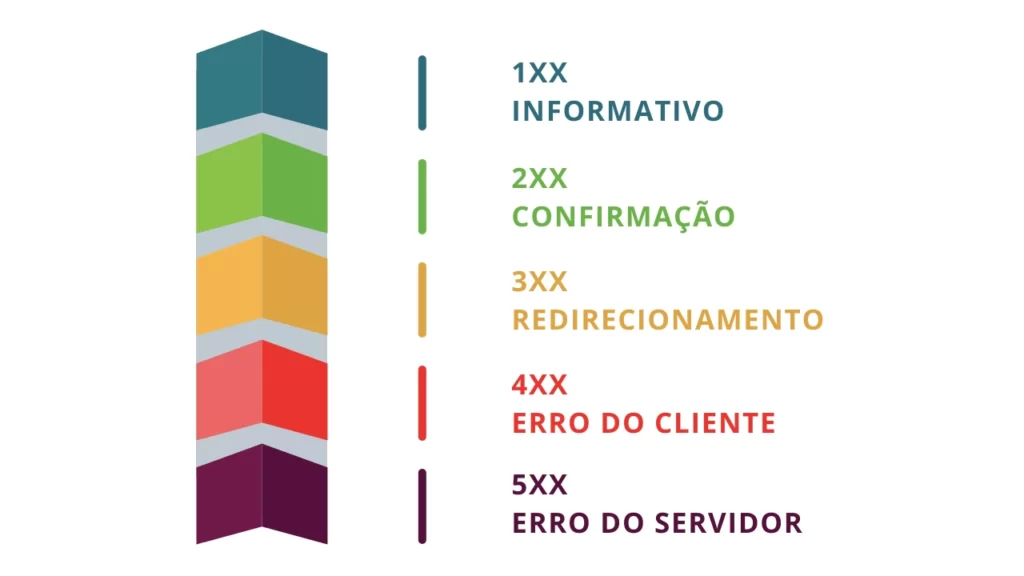 1XX
INFORMATIVO
2XX
CONFIRMAÇÃO
3XX
REDIRECIONAMENTO
4XX
ERRO DO CLIENTE
5XX
ERRO DO SERVIDOR